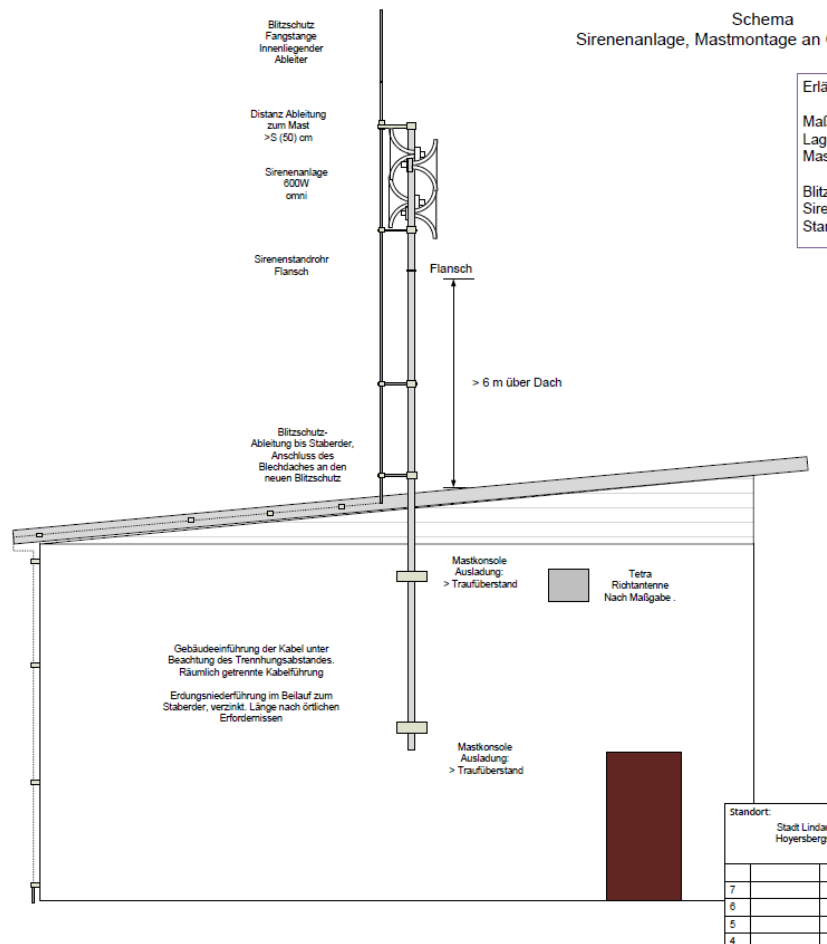 Schema
Sirenenanlage, Mastmontage an
Blitzschutz
Fangstange
Innenliegender
Ableiter
Distanz Ableitung
zum Mast
>S (50) cm
Sirenenanlage
600W
omni
Sirenenstandrohr
Flansch
Flansch
> 6 m über Dach
Blitzschutz-
Ableitung bis Staberder,
Anschluss des
Blechdaches an den
neuen Blitzschutz
Mastkonsole
Ausladung:
> Traufüberstand
Tetra
Richtantenne
Nach Maßgabe .
Gebäudeeinführung der Kabel unter
Beachtung des Trennhungsabstandes.
Räumlich getrennte Kabelführung
Erdungsniederführung im Beilauf zum
Staberder, verzinkt. Länge nach örtlichen
Erfordernissen
Mastkonsole
Ausladung:
> Traufüberstand
Standort:
Stadt
7
6
5
4